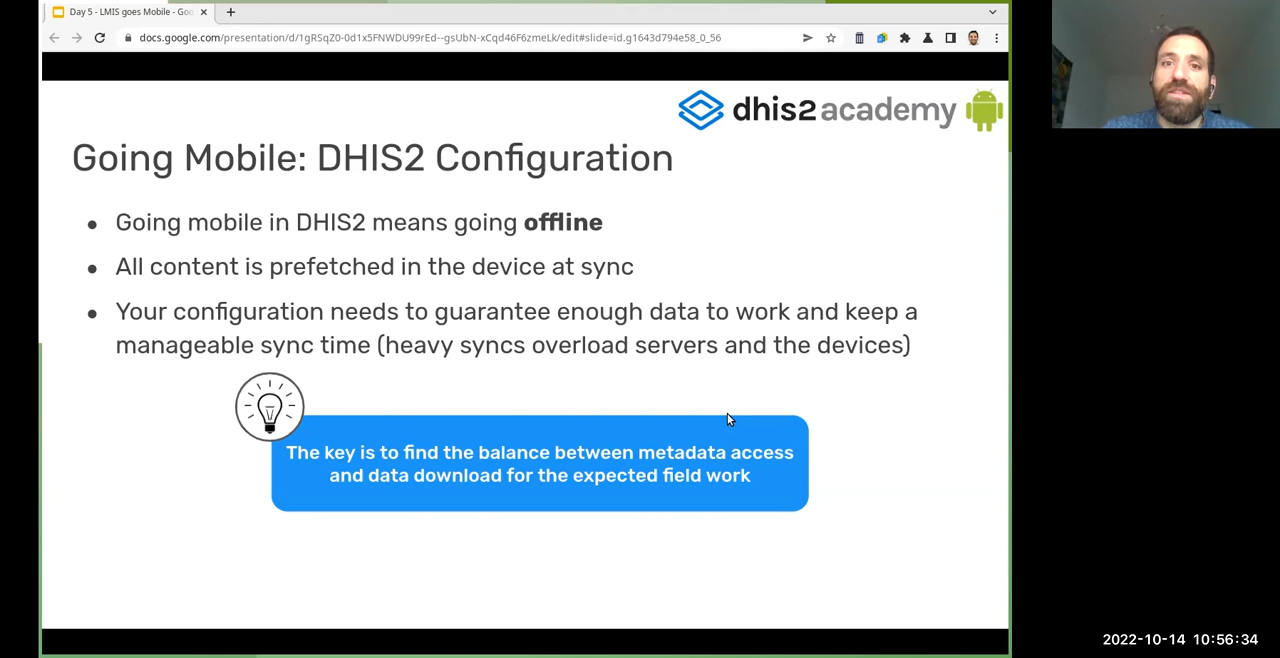 Day 5 - LMIS goes Mobile - Goo
docs.google.com/presentation/d/1gRSqZ0-0d1x5FNWDU99rEd--gsUbN-xCqd46F6zmeLk/edit#slide=id.g1643d794e58_0_56
dhis2 academy
Going Mobile: DHIS2 Configuration
● Going mobile in DHIS2 means going offline
● All content is prefetched in the device at sync
● Your configuration needs to guarantee enough data to work and keep a
manageable sync time (heavy syncs overload servers and the devices)
The key is to find the balance between metadata access
and data download for the expected field work
2022-10-14 10:56:34